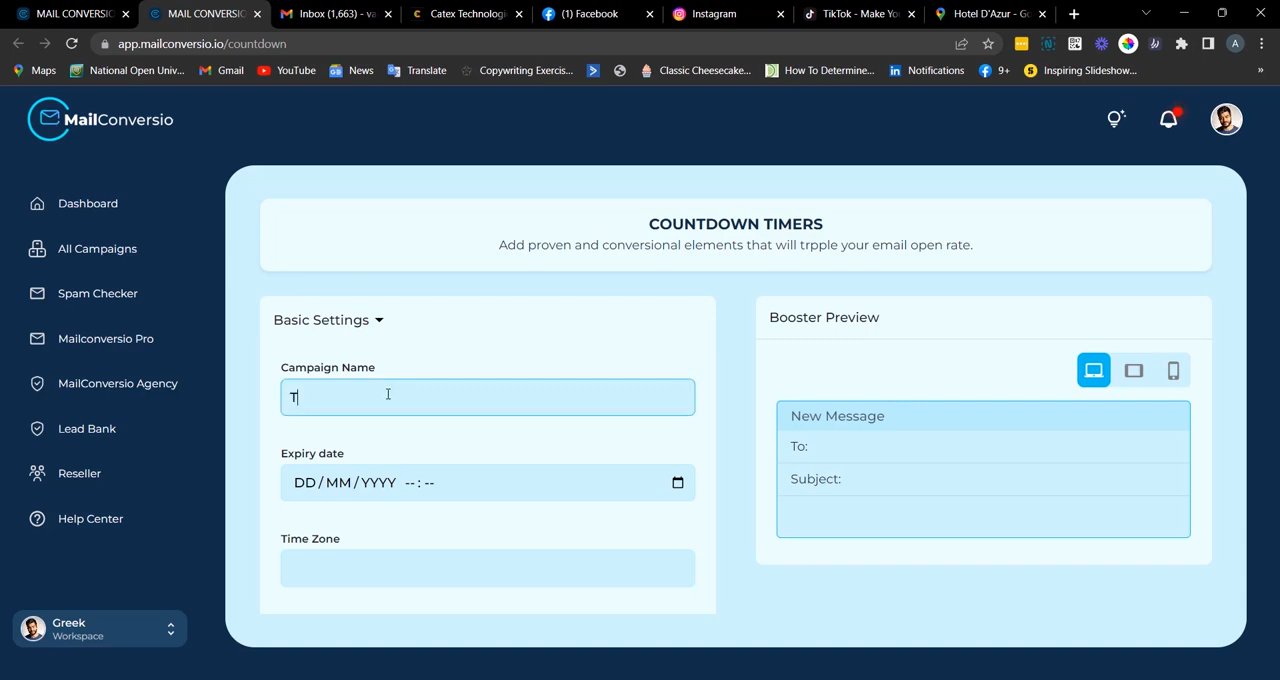 MAIL CONVERSIO
MAIL CONVERSIO
Inbox (1,663) - va
Catex Technologi
(1) Facebook
Instagram
TikTok - Make Yo
Hotel D'Azur - Go
app.mailconversio.io/countdown
A
Maps
National Open Univ...
Gmail
YouTube
News
Translate
Copywriting Exercis...
Classic Cheesecake...
How To Determine...
Notifications
9+
Inspiring Slideshow...
»
MailConversio
Dashboard
All Campaigns
Spam Checker
Mailconversio Pro
MailConversio Agency
Lead Bank
Reseller
Help Center
Greek
Workspace
COUNTDOWN TIMERS
Add proven and conversional elements that will trpple your email open rate.
Basic Settings
Campaign Name
T
Expiry date
DD/MM/YYYY --:--
Time Zone
Booster Preview
New Message
To:
Subject: